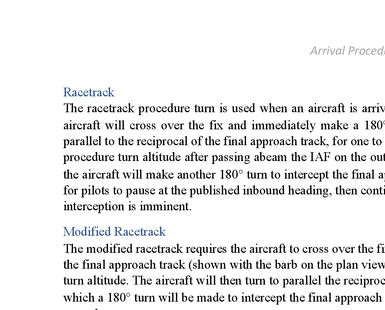 Arrival Proced
Racetrack
The racetrack procedure turn is used when an aircraft is arriv
aircraft will cross over the fix and immediately make a 180°
parallel to the reciprocal of the final approach track, for one to
procedure turn altitude after passing abeam the IAF on the out
the aircraft will make another 180° turn to intercept the final ap
for pilots to pause at the published inbound heading, then conti
interception is imminent.
Modified Racetrack
The modified racetrack requires the aircraft to cross over the fi
the final approach track (shown with the barb on the plan view
turn altitude. The aircraft will then turn to parallel the reciproc
which a 180° turn will be made to intercept the final approach